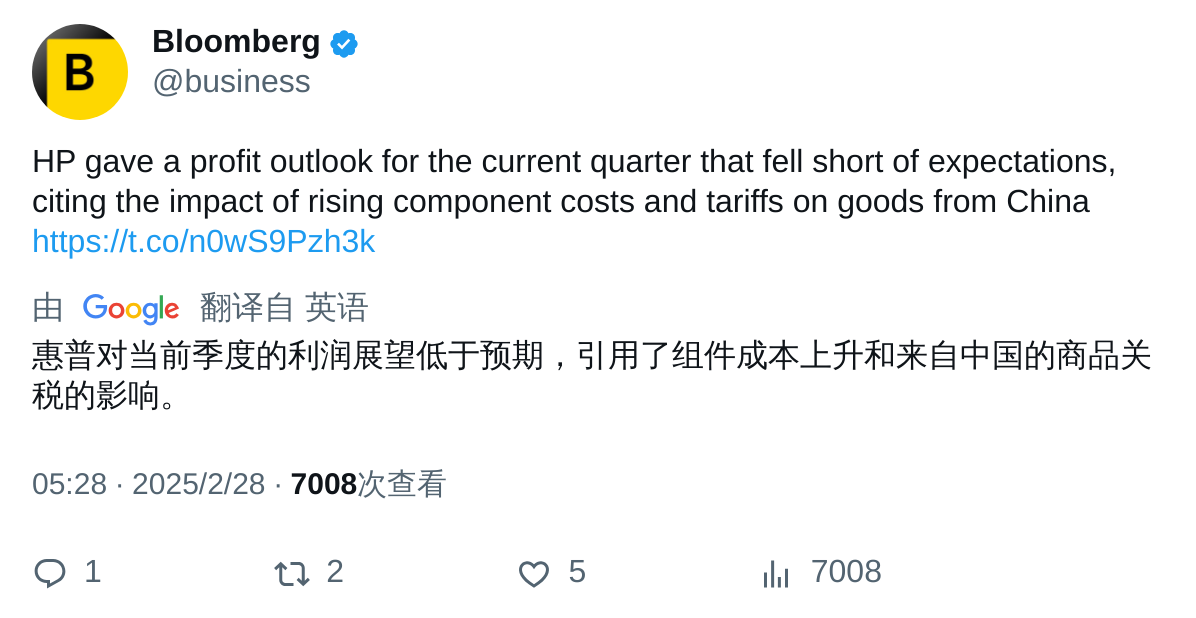 B
Bloomberg
@business
HP gave a profit outlook for the current quarter that fell short of expectations,
citing the impact of rising component costs and tariffs on goods from China
https://t.co/n0wS9Pzh3k
由 Google 翻译自 英语
惠普对当前季度的利润展望低于预期，引用了组件成本上升和来自中国的商品关
税的影响。
05:28 · 2025/2/28 · 7008次查看
1 2 5 7008